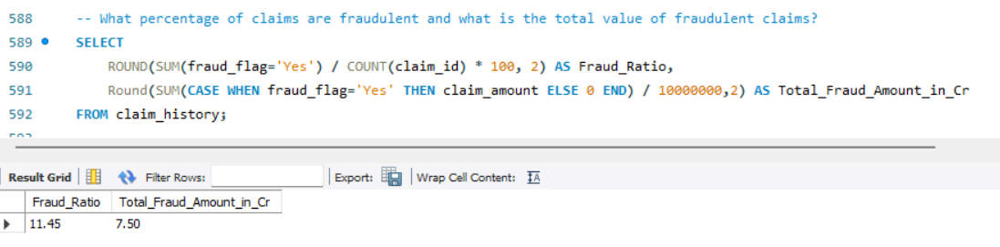 588 -- What percentage of claims are fraudulent and what is the total value of fraudulent claims?
589 SELECT
590 ROUND(SUM(fraud_flag='Yes') / COUNT(claim_id) * 100, 2) AS Fraud_Ratio,
591 Round(SUM(CASE WHEN fraud_flag='Yes' THEN claim_amount ELSE 0 END) / 10000000,2) AS Total_Fraud_Amount_in_Cr
592 FROM claim_history;
Result Grid Filter Rows: Export: Wrap Cell Content: IA
Fraud_Ratio Total_Fraud_Amount_in_Cr
11.45 7.50